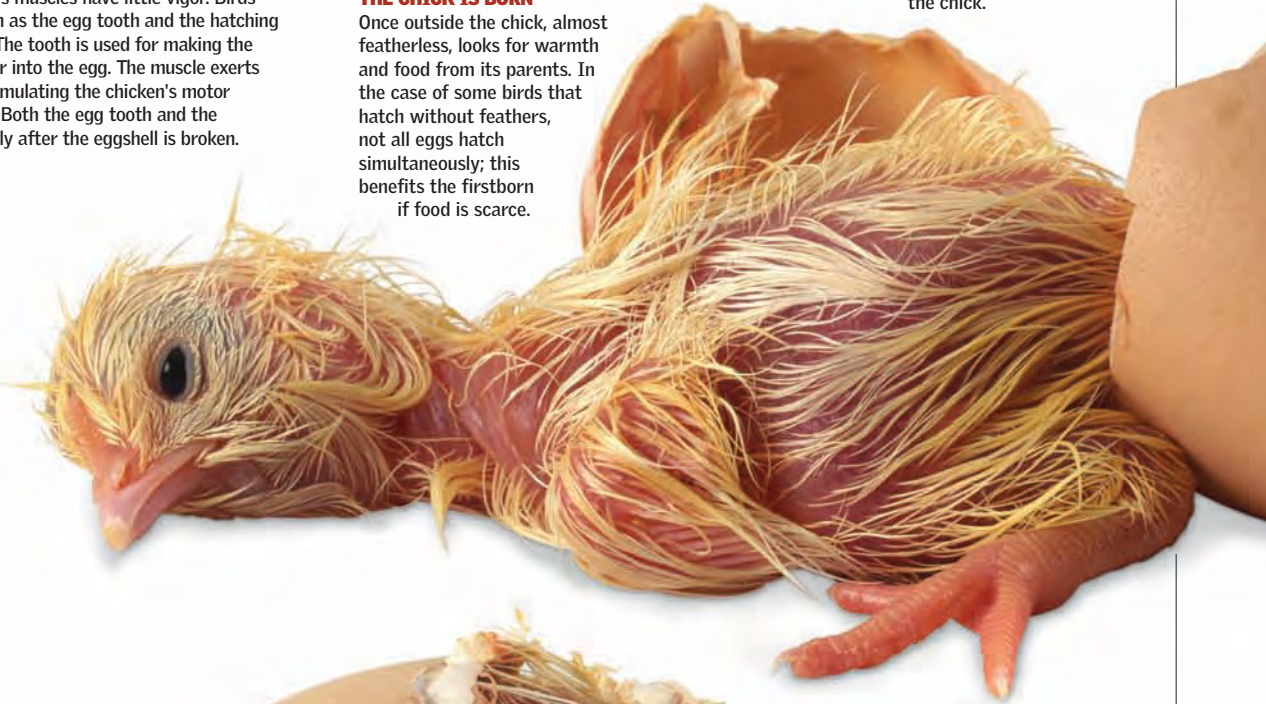 s muscles have little vigor. Birds
as the egg tooth and the hatching
The tooth is used for making the
r into the egg. The muscle exerts
mulating the chicken's motor
Both the egg tooth and the
ly after the eggshell is broken.
THE CHICK IS BORN
Once outside the chick, almost
featherless, looks for warmth
and food from its parents. In
the case of some birds that
hatch without feathers,
not all eggs hatch
simultaneously; this
benefits the firstborn
if food is scarce.
the chick.